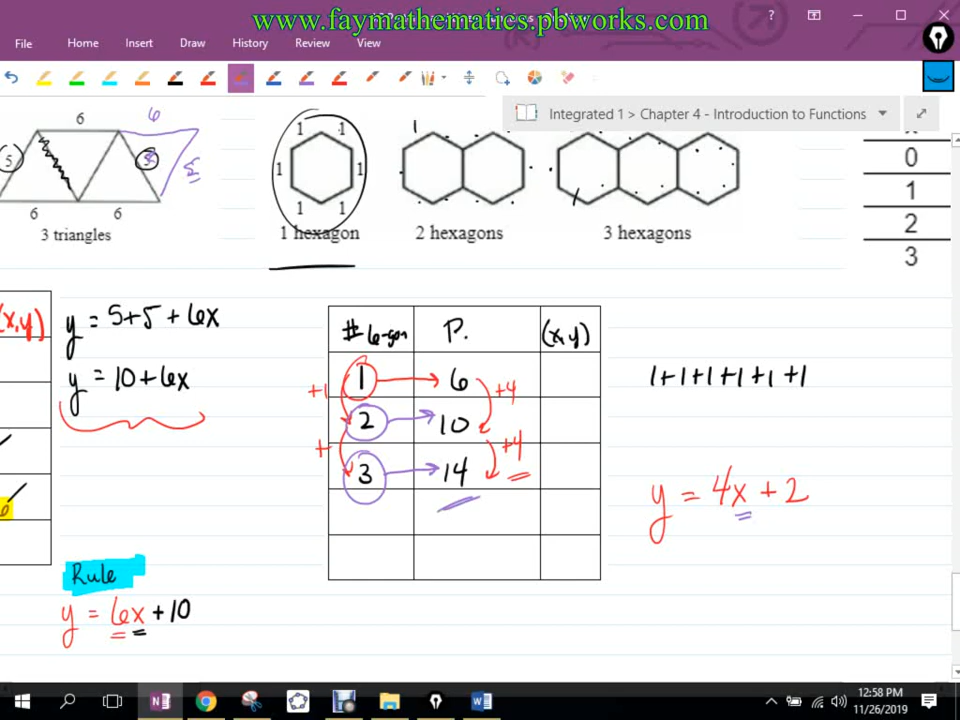 www.faymathematics.pbworks.com
File Home Insert Draw History Review View
Integrated 1 > Chapter 4 - Introduction to Functions
6 6
5
5
6 6
3 triangles
1 1
1 1
1 1
1 hexagon
1
2 hexagons
3 hexagons
0
1
2
3
(x,y)
y = 5+5+6x
y = 10+6x
Rule
y = 6x+10
# 6-gon P. (x,y)
1 6
2 10
3 14
+1 +4
+ +4
1+1+1+1+1+1
y = 4x+2
12:58 PM
11/26/2019